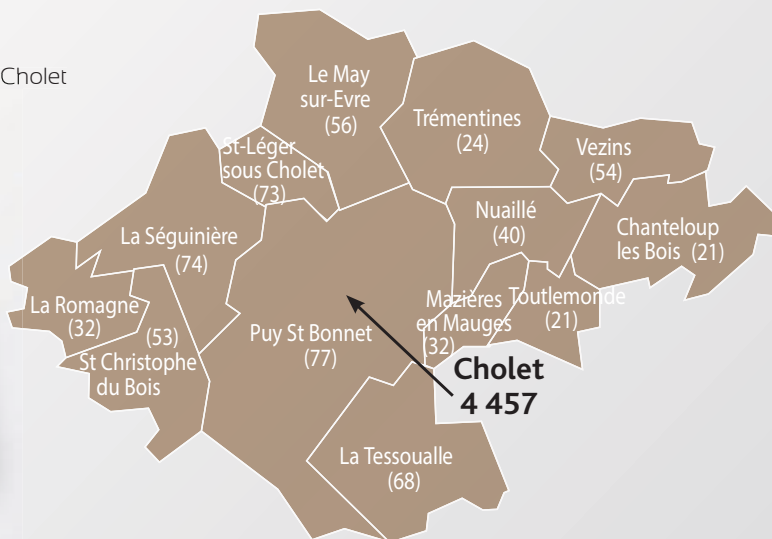 Cholet
Le May
sur-Evre
(56)
Trémentines
(24)
St-Léger
sous Cholet
(73)
Vezins
(54)
Nuaillé
(40)
Chanteloup
les Bois (21)
La Séguinière
(74)
La Romagne
(32)
(53)
St Christophe
du Bois
Puy St Bonnet
(77)
Mazières
en Mauges
(32)
Toutlemonde
(21)
Cholet
4 457
La Tessoualle
(68)